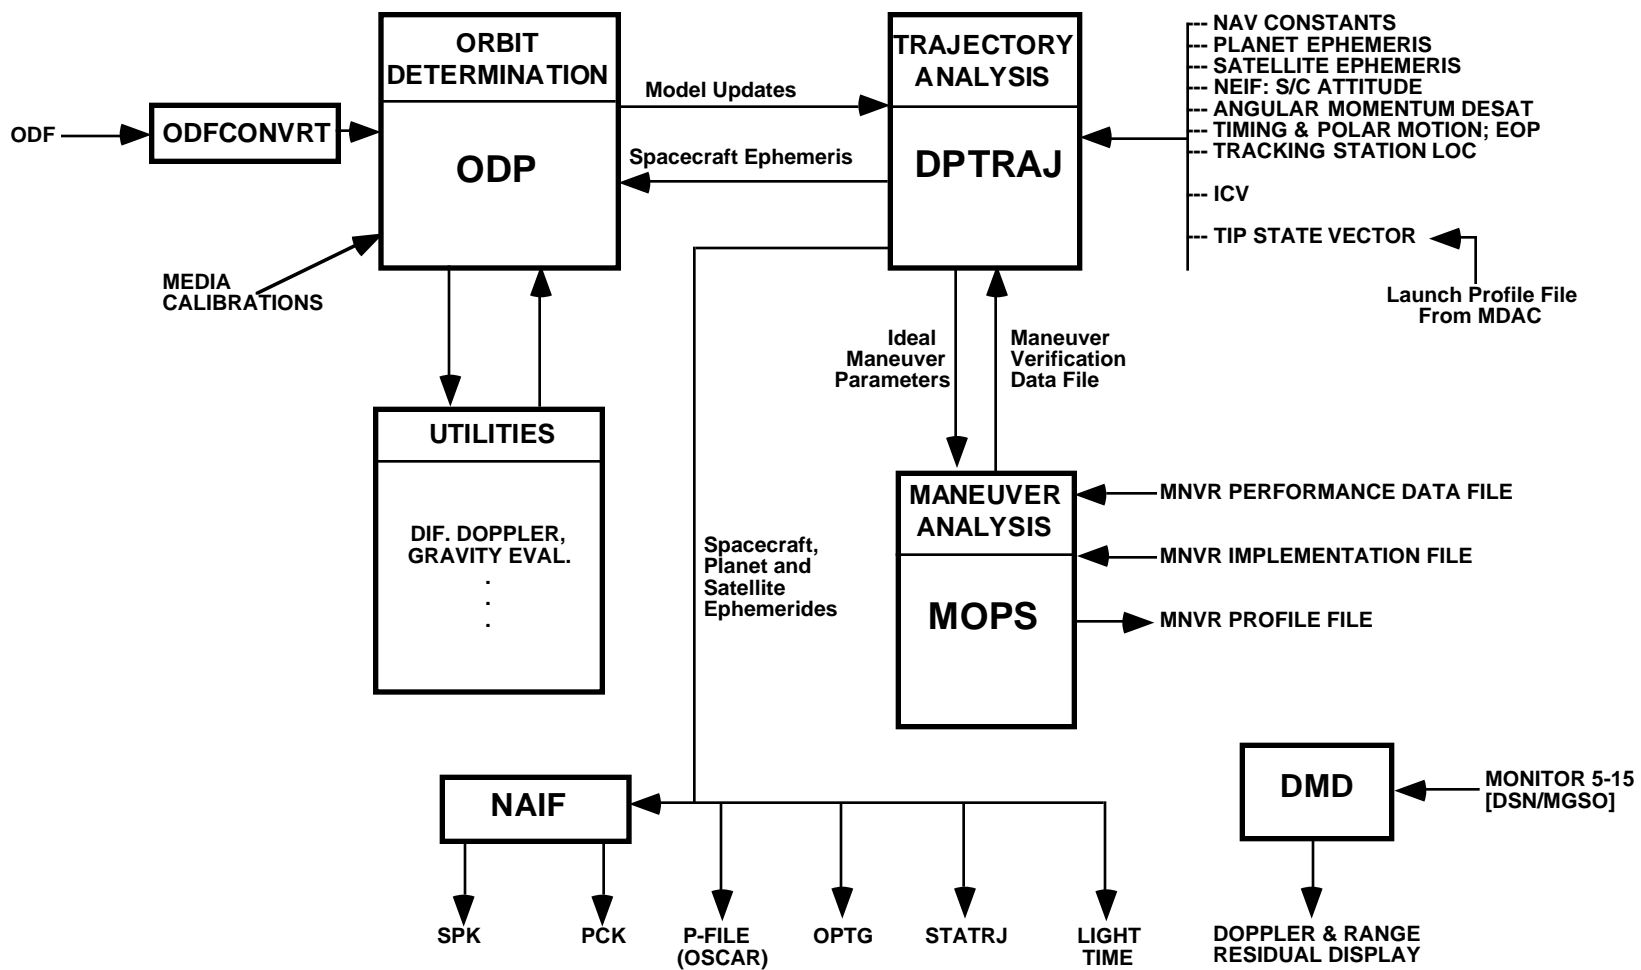 ORBIT
DETERMINATION
ODP
TRAJECTORY
ANALYSIS
DPTRAJ
--- NAV CONSTANTS
--- PLANET EPHEMERIS
--- SATELLITE EPHEMERIS
--- NEIF: S/C ATTITUDE
--- ANGULAR MOMENTUM DESAT
--- TIMING & POLAR MOTION; EOP
--- TRACKING STATION LOC
--- ICV
--- TIP STATE VECTOR
Launch Profile File
From MDAC
Model Updates
Spacecraft Ephemeris
ODF
ODFCONVRT
MEDIA
CALIBRATIONS
Ideal
Maneuver
Parameters
Maneuver
Verification
Data File
UTILITIES
DIF. DOPPLER,
GRAVITY EVAL.
.
.
.
Spacecraft,
Planet and
Satellite
Ephemerides
MANEUVER
ANALYSIS
MOPS
MNVR PERFORMANCE DATA FILE
MNVR IMPLEMENTATION FILE
MNVR PROFILE FILE
NAIF
DMD
MONITOR 5-15
[DSN/MGSO]
SPK
PCK
P-FILE
(OSCAR)
OPTG
STATRJ
LIGHT
TIME
DOPPLER & RANGE
RESIDUAL DISPLAY